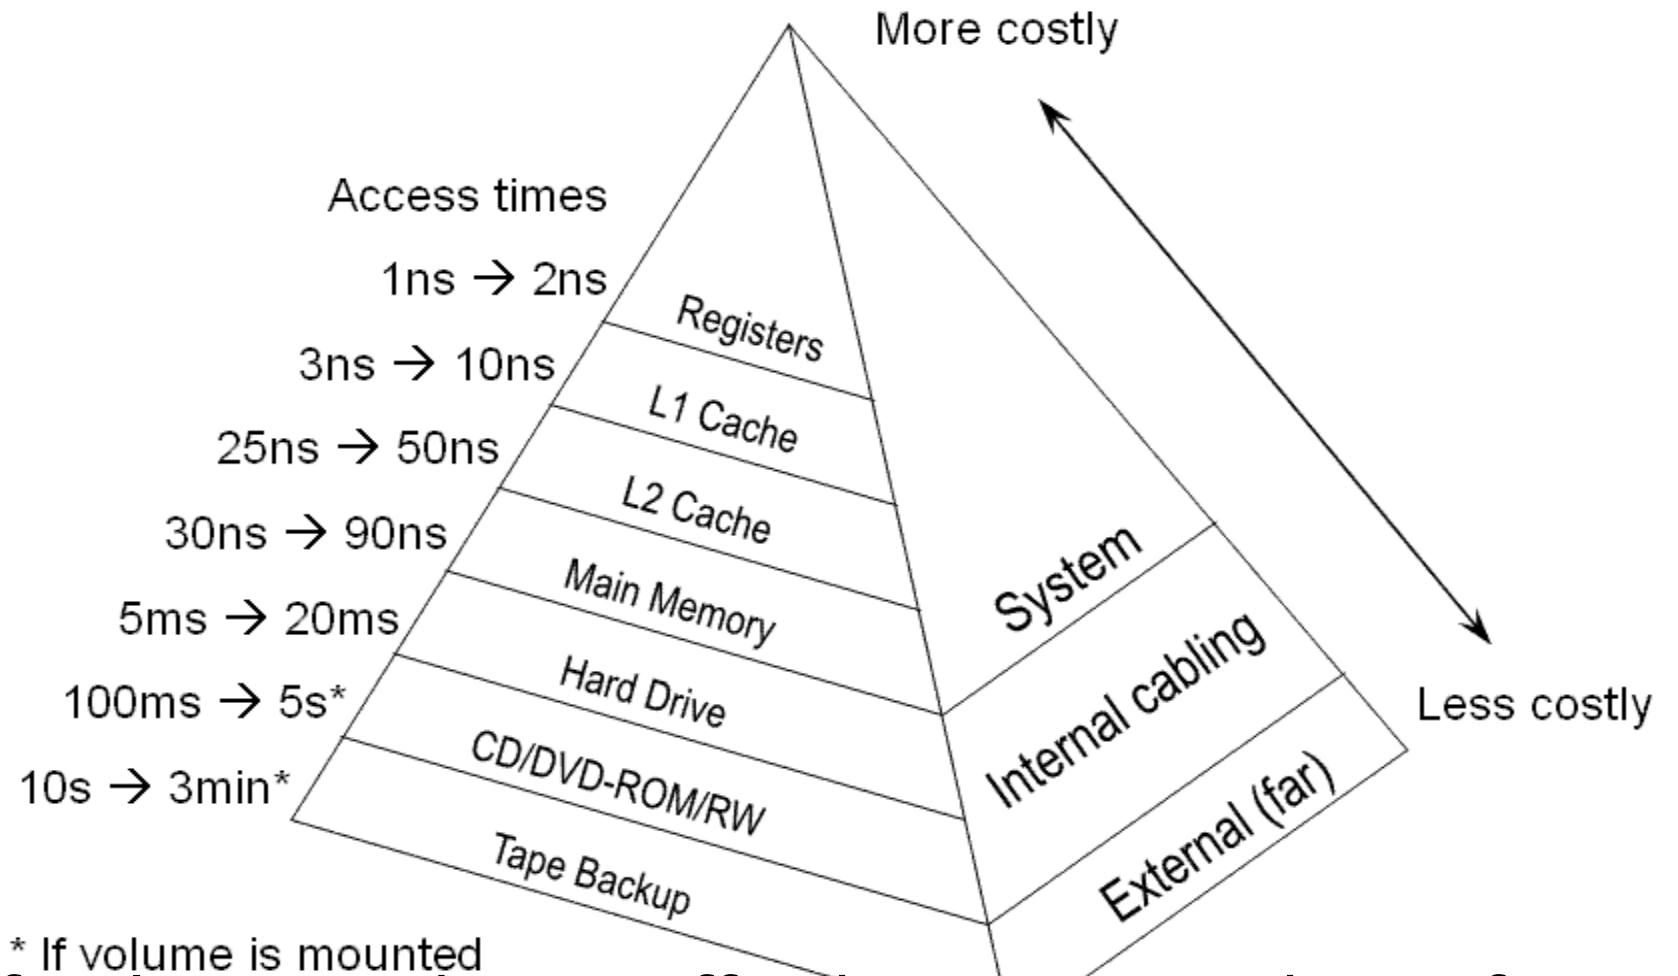 More costly
Access times
1ns → 2ns
3ns → 10ns
25ns → 50ns
30ns → 90ns
5ms → 20ms
100ms → 5s*
10s → 3min*
Registers
L1 Cache
L2 Cache
Main Memory
Hard Drive
CD/DVD-ROM/RW
Tape Backup
System
Internal cabling
External (far)
Less costly
* If volume is mounted